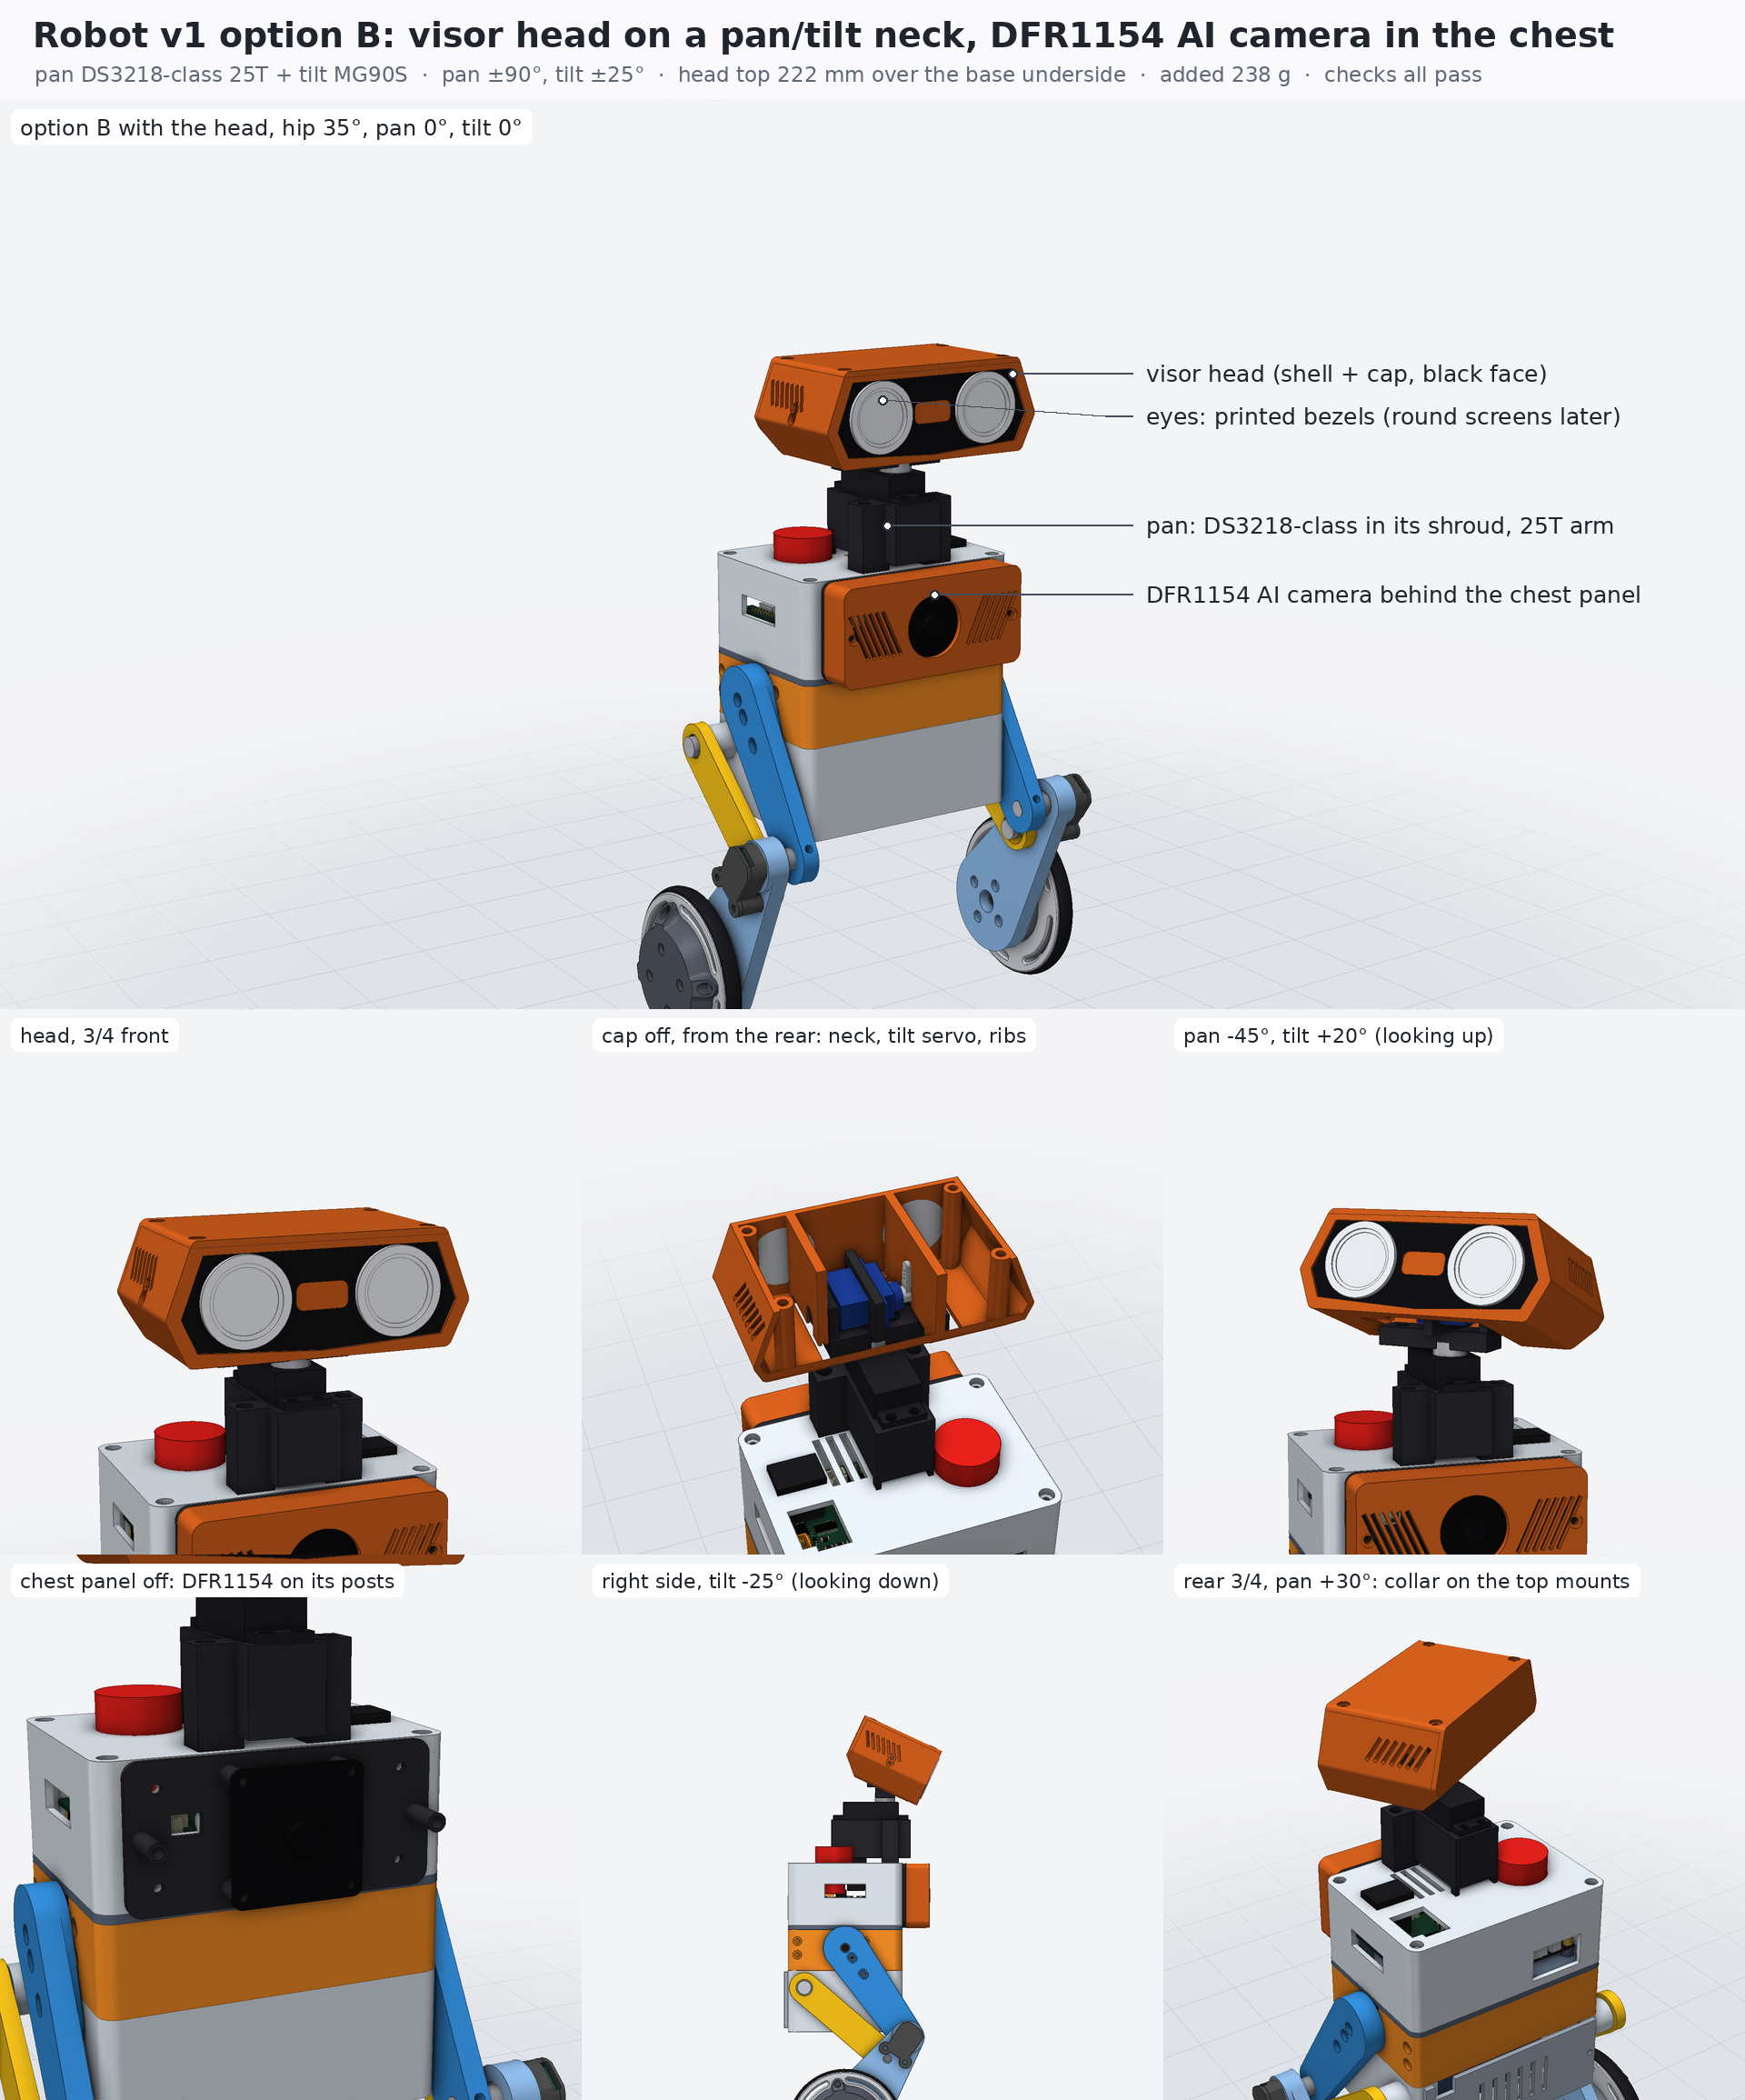 Robot v1 option B: visor head on a pan/tilt neck, DFR1154 AI camera in the chest
pan DS3218-class 25T + tilt MG90S · pan ±90°, tilt ±25° · head top 222 mm over the base underside · added 238 g · checks all pass
option B with the head, hip 35°, pan 0°, tilt 0°
visor head (shell + cap, black face)
eyes: printed bezels (round screens later)
pan: DS3218-class in its shroud, 25T arm
DFR1154 AI camera behind the chest panel
head, 3/4 front
cap off, from the rear: neck, tilt servo, ribs
pan -45°, tilt +20° (looking up)
chest panel off: DFR1154 on its posts
right side, tilt -25° (looking down)
rear 3/4, pan +30°: collar on the top mounts